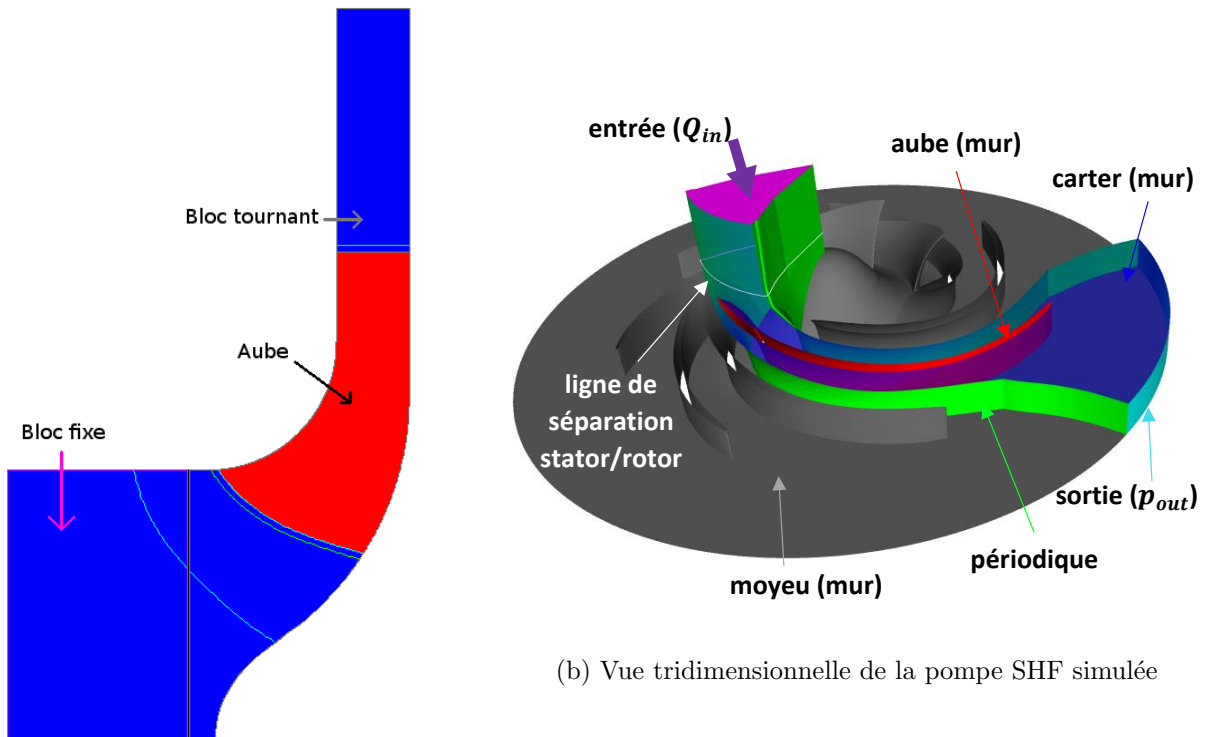 Bloc tournant
Aube
Bloc fixe
entrée (Q_in)
aube (mur)
carter (mur)
ligne de
séparation
stator/rotor
sortie (p_out)
périodique
moyeu (mur)
(b) Vue tridimensionnelle de la pompe SHF simulée